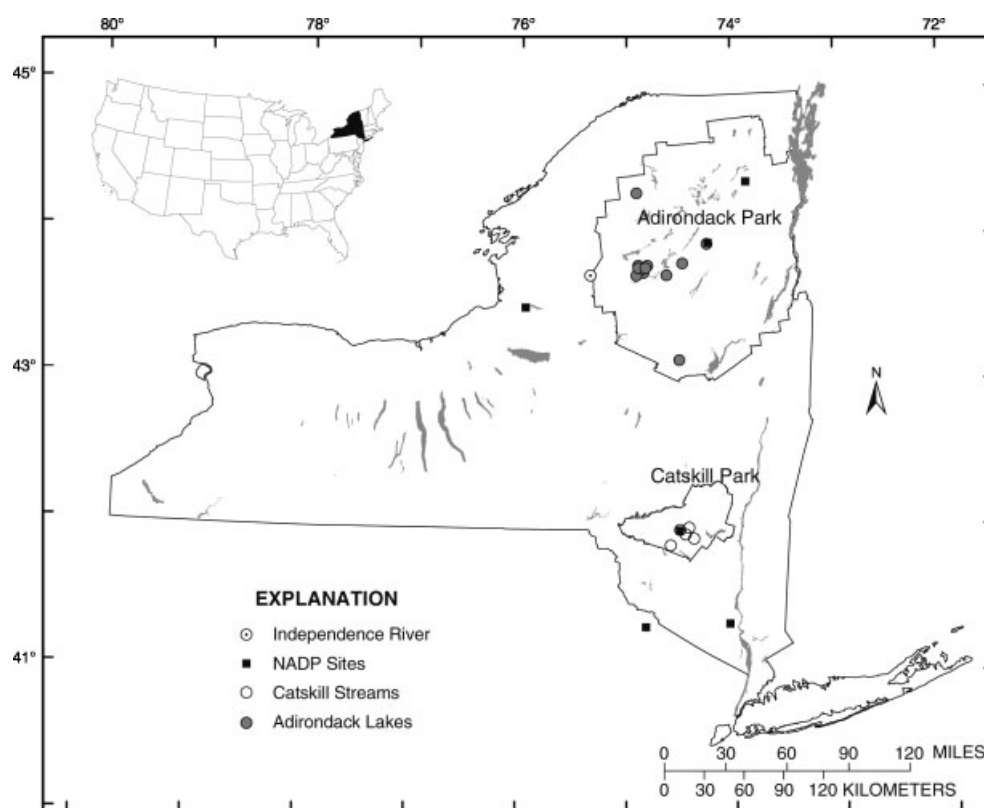 80° 78° 76° 74° 72°
45°
Adirondack Park
43°
N
Catskill Park
EXPLANATION
Independence River
NADP Sites
Catskill Streams
Adirondack Lakes
41°
0 30 60 90 120 MILES
0 30 60 90 120 KILOMETERS